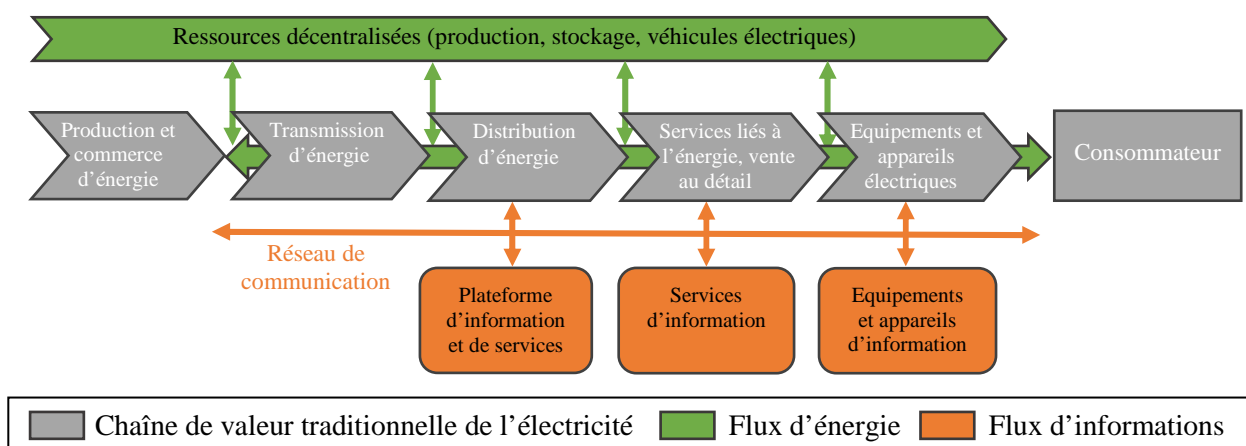 Ressources décentralisées (production, stockage, véhicules électriques)
Production et
commerce
d’énergie
Transmission
d’énergie
Distribution
d’énergie
Services liés à
l’énergie, vente
au détail
Equipements et
appareils
électriques
Consommateur
Réseau de
communication
Plateforme
d’information
et de services
Services
d’information
Equipements
et appareils
d’information
Chaîne de valeur traditionnelle de l’électricité
Flux d’énergie
Flux d’informations